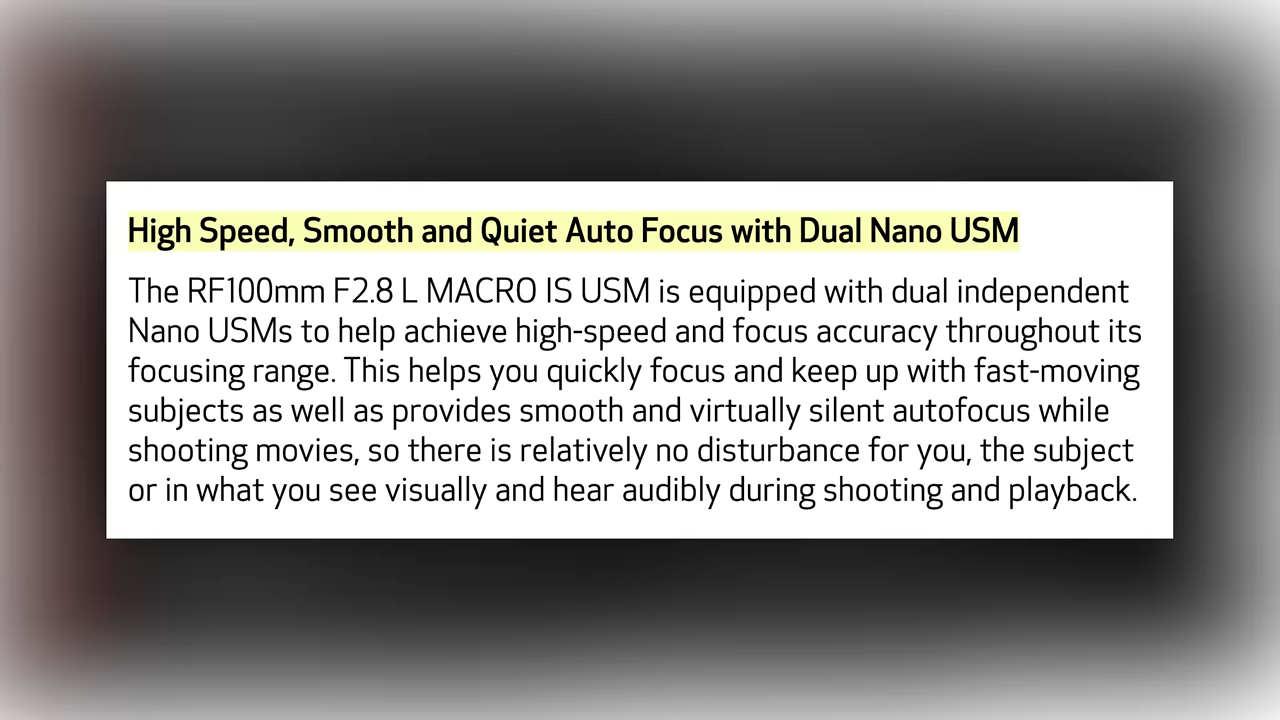 High Speed, Smooth and Quiet Auto Focus with Dual Nano USM
The RF100mm F2.8 L MACRO IS USM is equipped with dual independent
Nano USMs to help achieve high-speed and focus accuracy throughout its
focusing range. This helps you quickly focus and keep up with fast-moving
subjects as well as provides smooth and virtually silent autofocus while
shooting movies, so there is relatively no disturbance for you, the subject
or in what you see visually and hear audibly during shooting and playback.